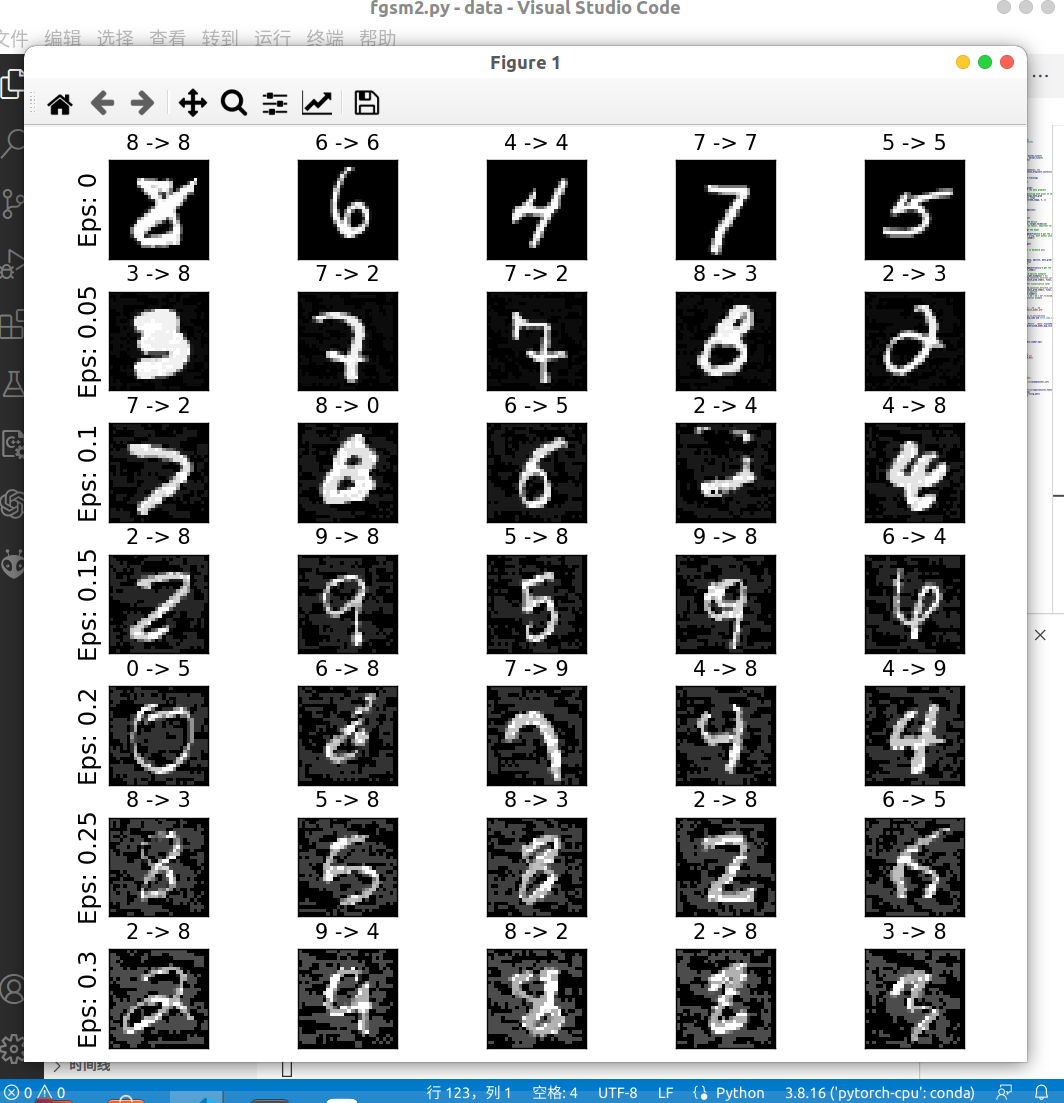 fgsm2.py - data - Visual Studio Code
文件 编辑 选择 查看 转到 运行 终端 帮助
Figure 1
8 -> 8 6 -> 6 4 -> 4 7 -> 7 5 -> 5
Eps: 0
3 -> 8 7 -> 2 7 -> 2 8 -> 3 2 -> 3
Eps: 0.05
7 -> 2 8 -> 0 6 -> 5 2 -> 4 4 -> 8
Eps: 0.1
2 -> 8 9 -> 8 5 -> 8 9 -> 8 6 -> 4
Eps: 0.15
0 -> 5 6 -> 8 7 -> 9 4 -> 8 4 -> 9
Eps: 0.2
8 -> 3 5 -> 8 8 -> 3 2 -> 8 6 -> 5
Eps: 0.25
2 -> 8 9 -> 4 8 -> 2 2 -> 8 3 -> 8
Eps: 0.3
时间线
0 0 行 123，列 1 空格: 4 UTF-8 LF Python 3.8.16 ('pytorch-cpu': conda)